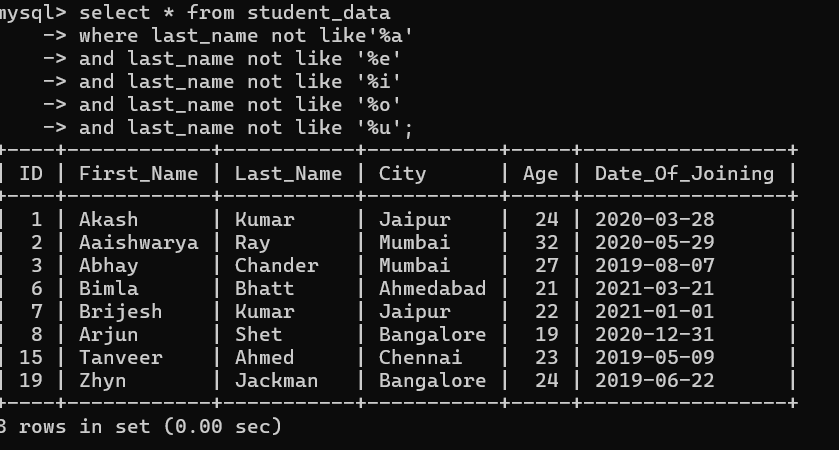 mysql> select * from student_data
-> where last_name not like'%a'
-> and last_name not like '%e'
-> and last_name not like '%i'
-> and last_name not like '%o'
-> and last_name not like '%u';
+----+------------+-----------+-----------+-----+-----------------+
| ID | First_Name | Last_Name | City | Age | Date_Of_Joining |
+----+------------+-----------+-----------+-----+-----------------+
| 1 | Akash | Kumar | Jaipur | 24 | 2020-03-28 |
| 2 | Aaishwarya | Ray | Mumbai | 32 | 2020-05-29 |
| 3 | Abhay | Chander | Mumbai | 27 | 2019-08-07 |
| 6 | Bimla | Bhatt | Ahmedabad | 21 | 2021-03-21 |
| 7 | Brijesh | Kumar | Jaipur | 22 | 2021-01-01 |
| 8 | Arjun | Shet | Bangalore | 19 | 2020-12-31 |
| 15 | Tanveer | Ahmed | Chennai | 23 | 2019-05-09 |
| 19 | Zhyn | Jackman | Bangalore | 24 | 2019-06-22 |
+----+------------+-----------+-----------+-----+-----------------+
8 rows in set (0.00 sec)